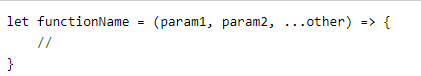 let functionName = (param1, param2, ...other) => {
//
}